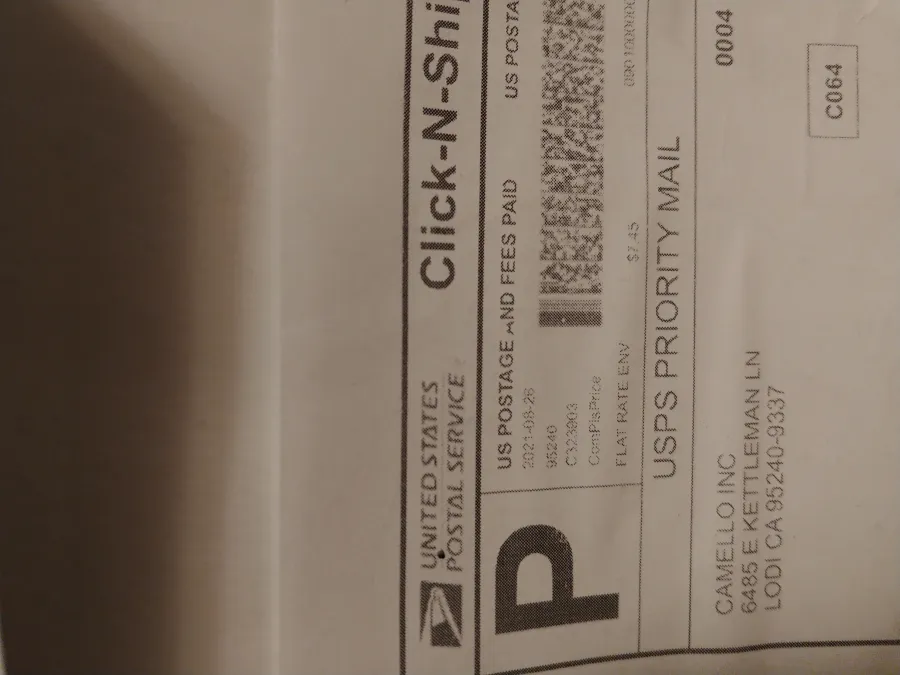 UNITED STATES
POSTAL SERVICE
Click-N-Shi
P
US POSTAGE AND FEES PAID
US POSTA
2021-08-26
95240
C323903
ComPlsPrice
FLAT RATE ENV
$7.45
USPS PRIORITY MAIL
CAMELLO INC
6485 E KETTLEMAN LN
LODI CA 95240-9337
0004
C064